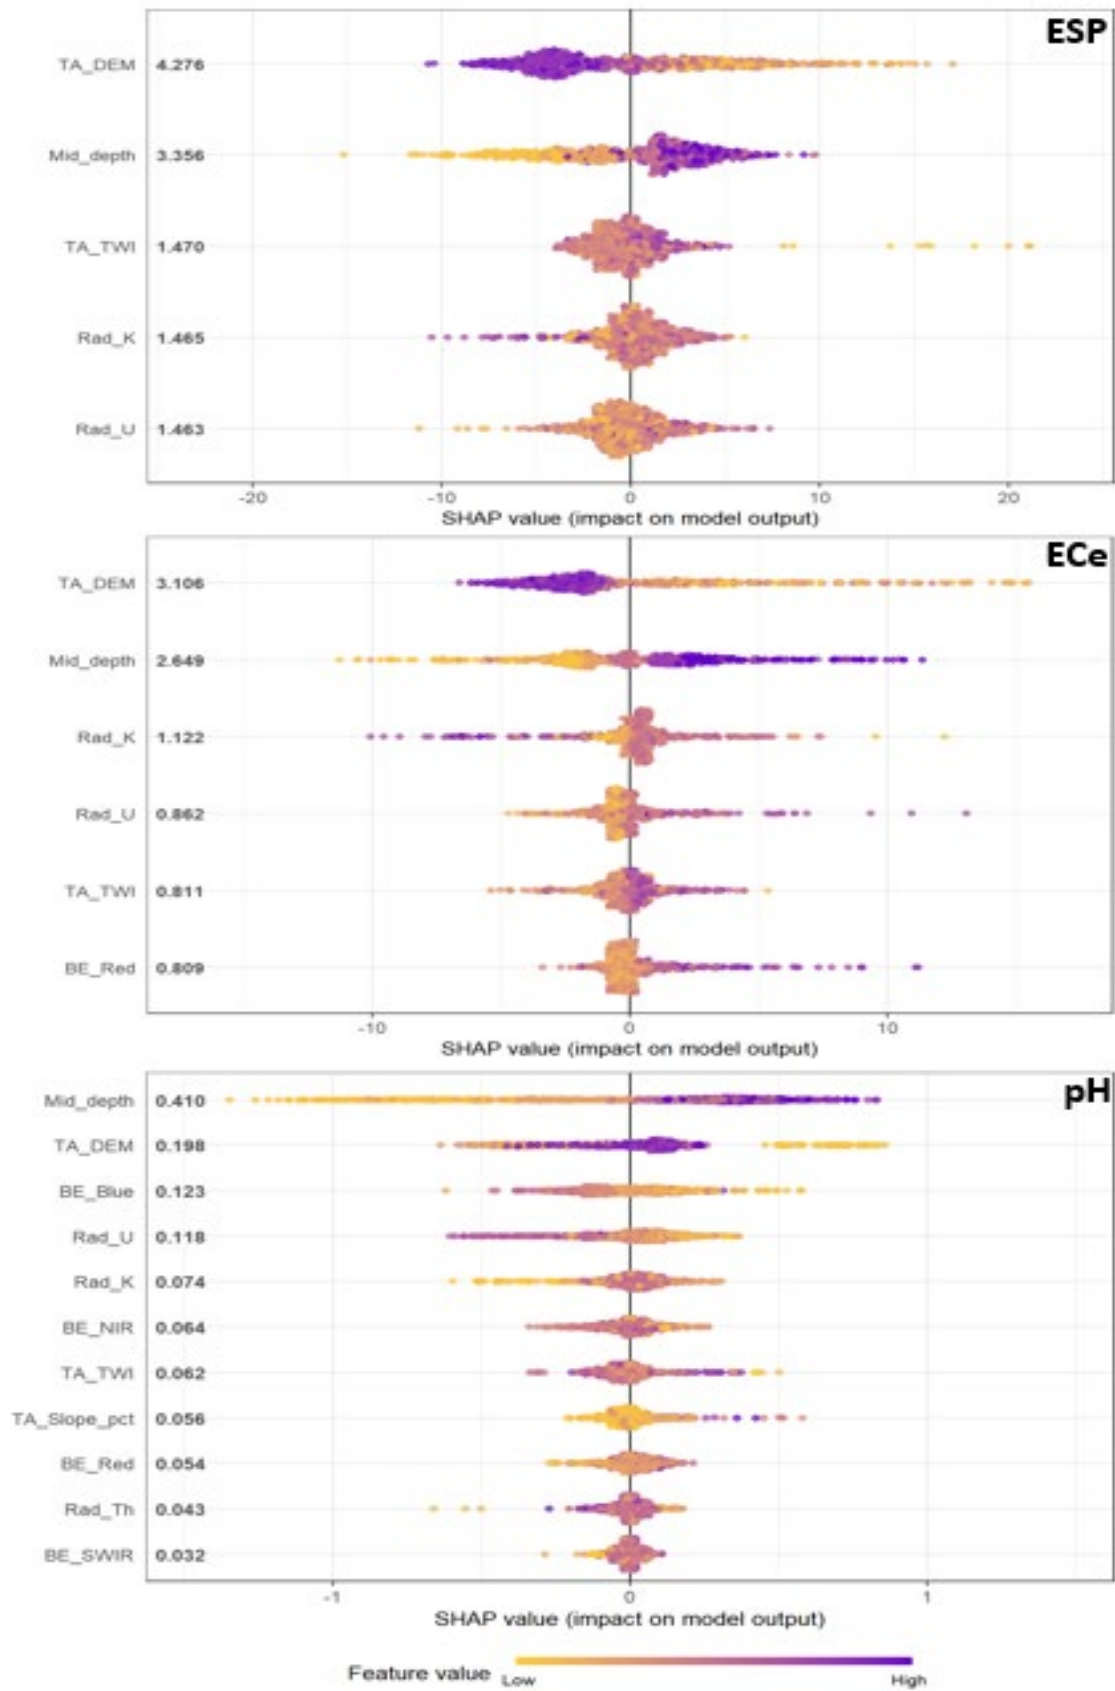 ESP
TA_DEM 4.276
Mid_depth 3.356
TA_TWI 1.470
Rad_K 1.465
Rad_U 1.463
-20 -10 0 10 20
SHAP value (impact on model output)
ECe
TA_DEM 3.106
Mid_depth 2.649
Rad_K 1.122
Rad_U 0.862
TA_TWI 0.811
BE_Red 0.809
-10 0 10
SHAP value (impact on model output)
pH
Mid_depth 0.410
TA_DEM 0.198
BE_Blue 0.123
Rad_U 0.118
Rad_K 0.074
BE_NIR 0.064
TA_TWI 0.062
TA_Slope_pct 0.056
BE_Red 0.054
Rad_Th 0.043
BE_SWIR 0.032
-1 0 1
SHAP value (impact on model output)
Feature value Low High